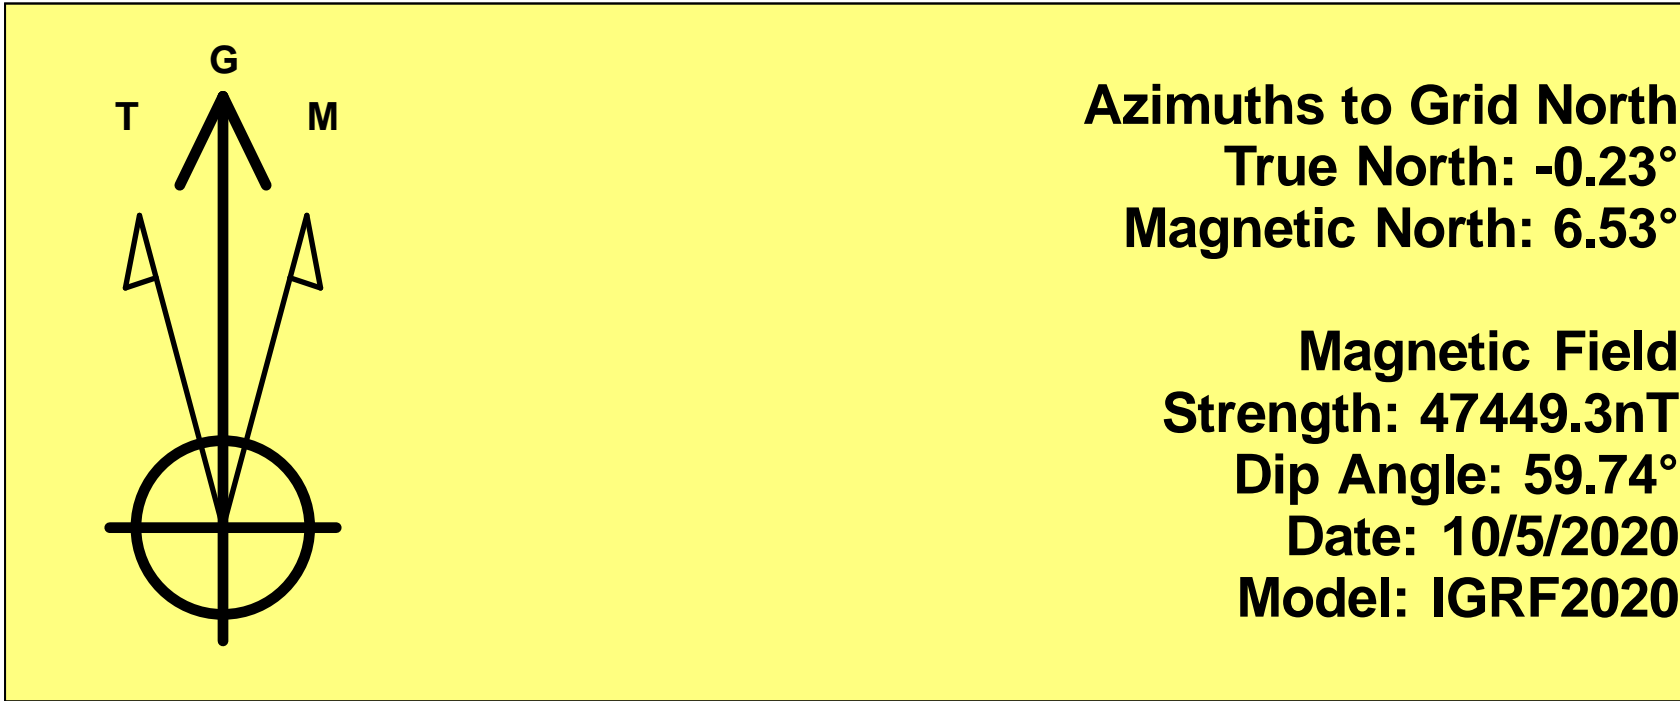 G
T
M
Azimuths to Grid North
True North: -0.23°
Magnetic North: 6.53°
Magnetic Field
Strength: 47449.3nT
Dip Angle: 59.74°
Date: 10/5/2020
Model: IGRF2020